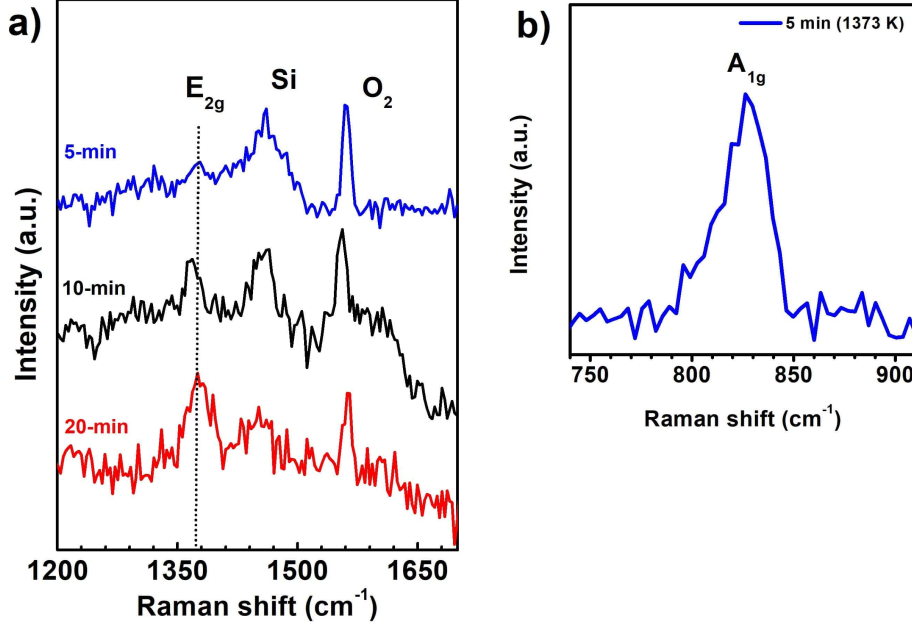 a)
E2g
Si
O2
5-min
10-min
20-min
Intensity (a.u.)
1200 1350 1500 1650
Raman shift (cm-1)
b)
5 min (1373 K)
A1g
Intensity (a.u.)
750 800 850 900
Raman shift (cm-1)